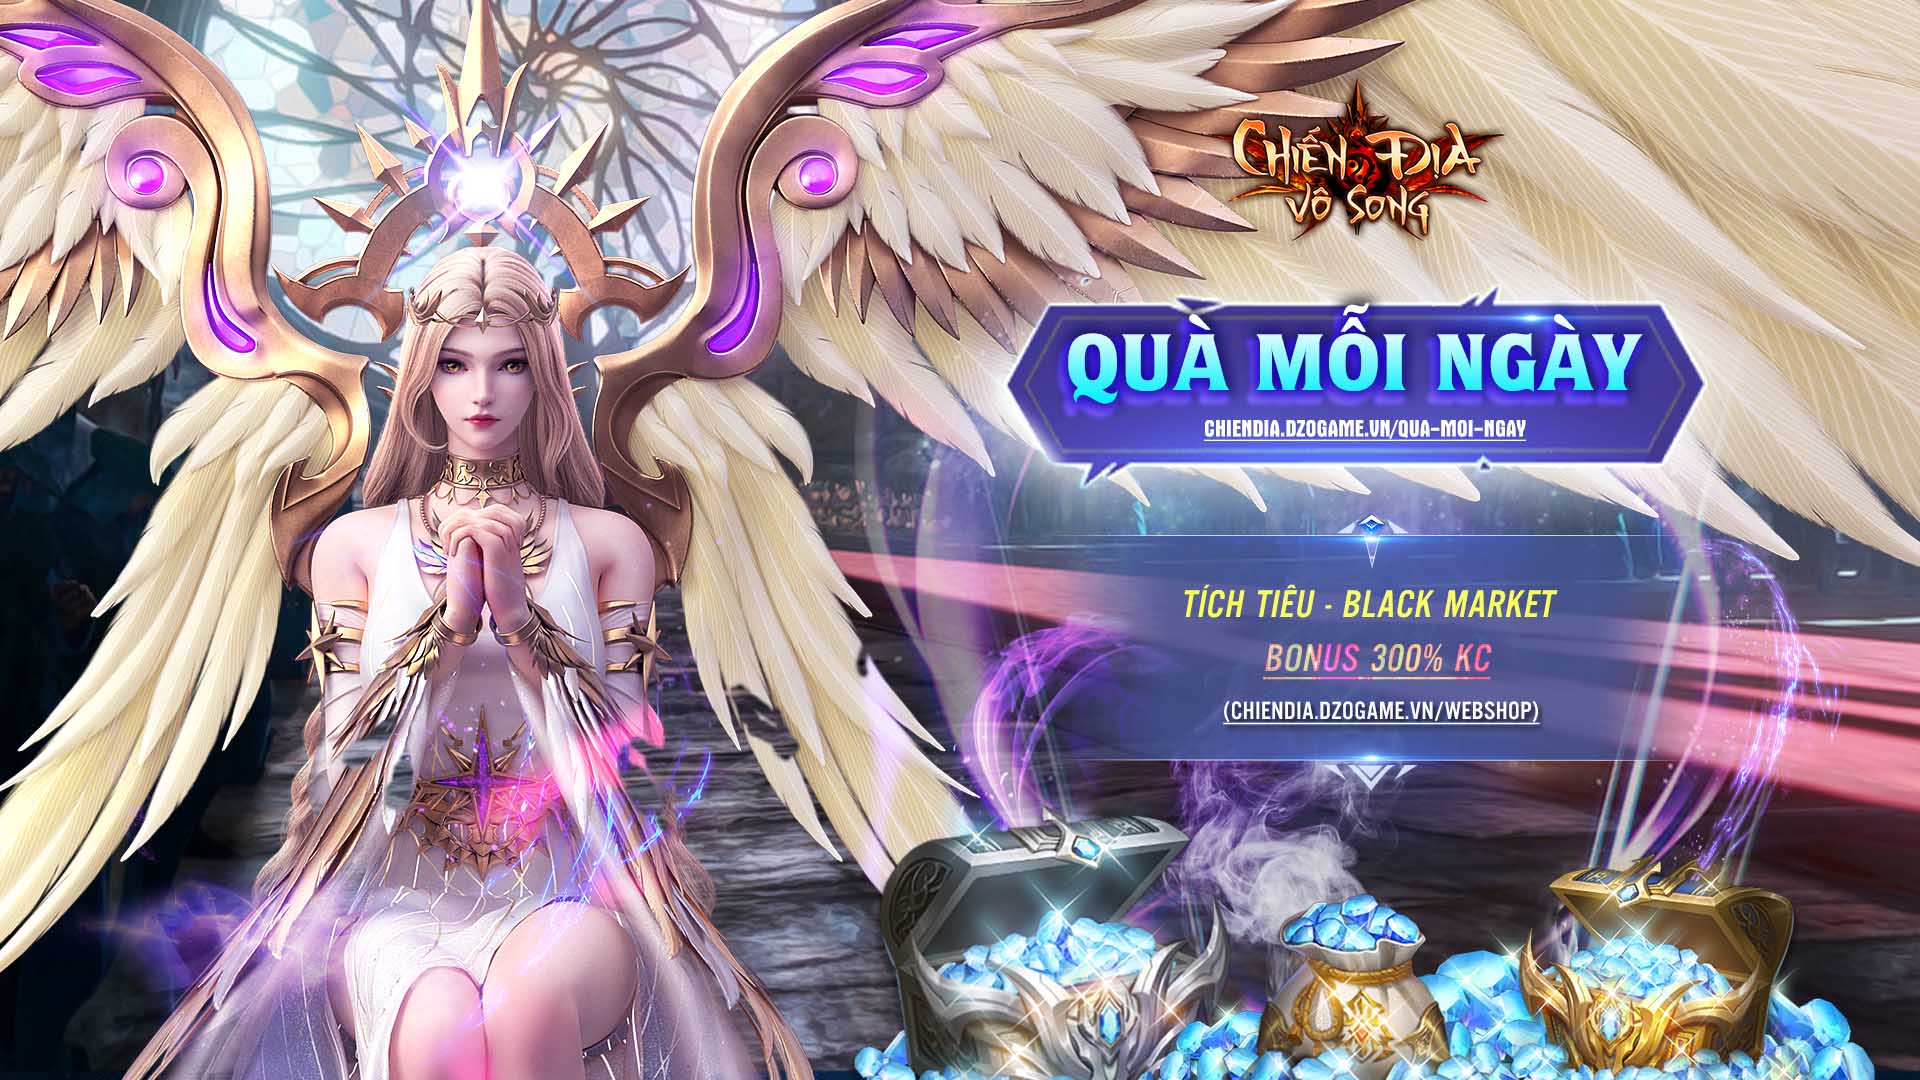 CHIẾN ĐỊA
VÔ SONG
QUÀ MỖI NGÀY
CHIENDIA.DZOGAME.VN/QUA-MOI-NGAY
TÍCH TIÊU - BLACK MARKET
BONUS 300% KC
(CHIENDIA.DZOGAME.VN/WEBSHOP)